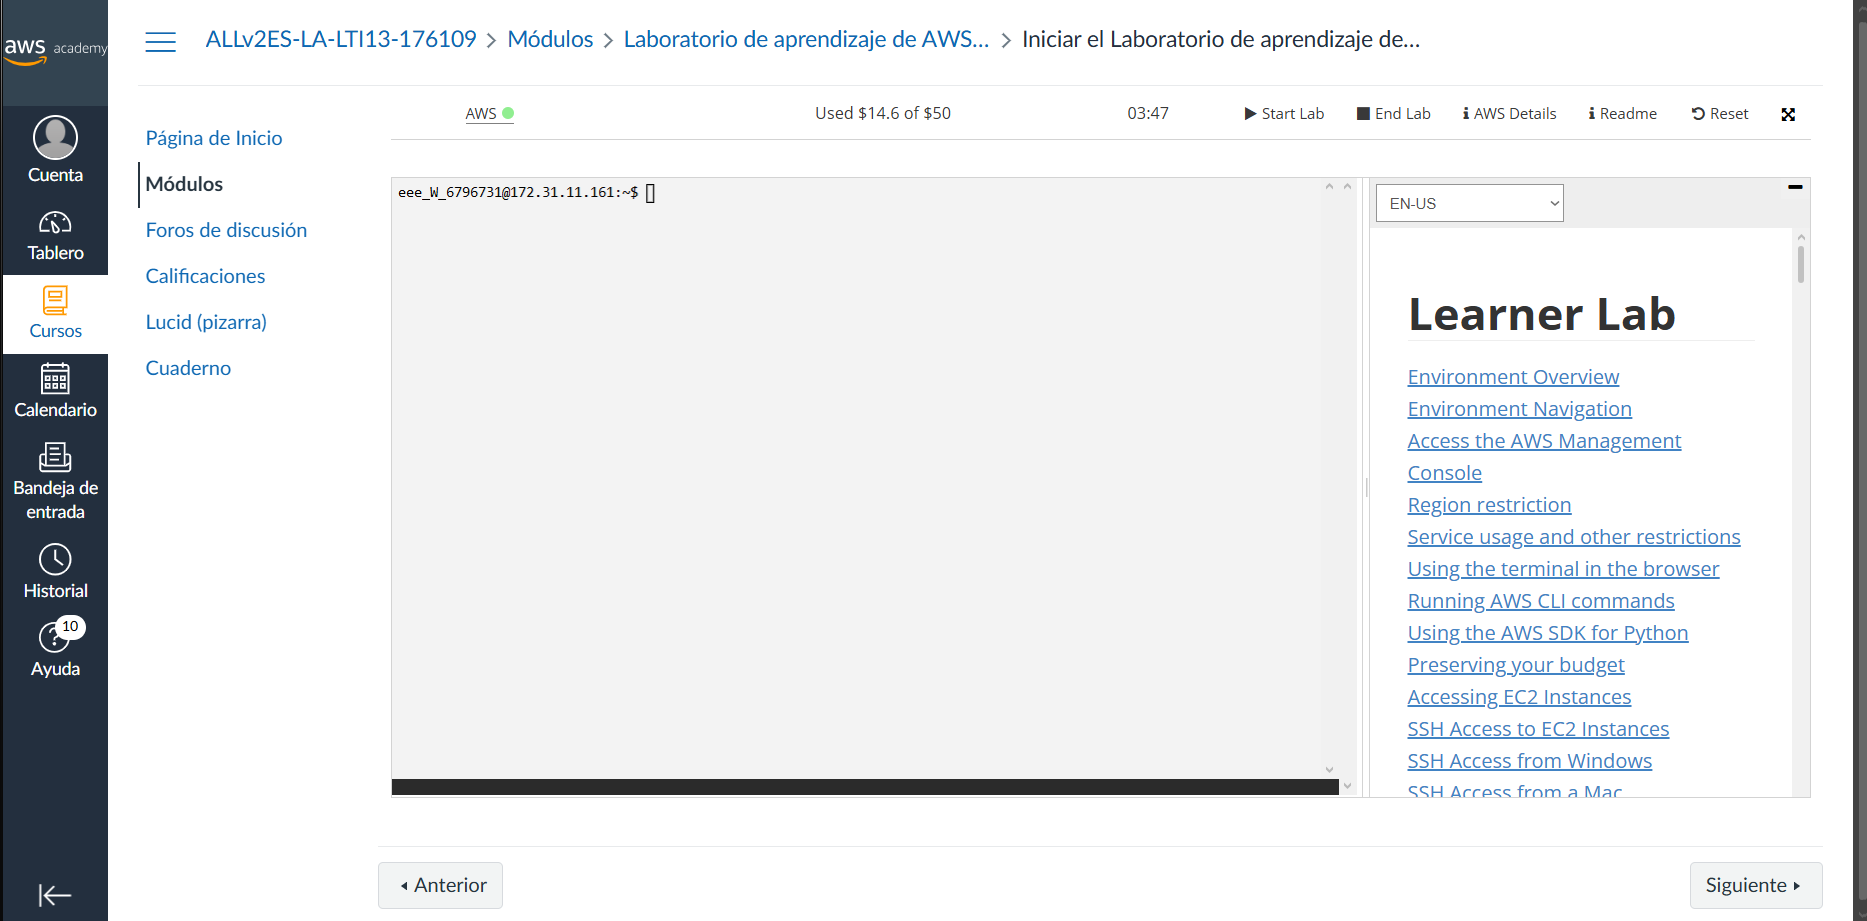 aws academy
Cuenta
Tablero
Cursos
Calendario
Bandeja de
entrada
Historial
10
Ayuda
ALLv2ES-LA-LTI13-176109 > Módulos > Laboratorio de aprendizaje de AWS... > Iniciar el Laboratorio de aprendizaje de...
Página de Inicio
Módulos
Foros de discusión
Calificaciones
Lucid (pizarra)
Cuaderno
AWS Used $14.6 of $50 03:47 Start Lab End Lab AWS Details Readme Reset
eee_W_6796731@172.31.11.161:~$
EN-US
Learner Lab
Environment Overview
Environment Navigation
Access the AWS Management
Console
Region restriction
Service usage and other restrictions
Using the terminal in the browser
Running AWS CLI commands
Using the AWS SDK for Python
Preserving your budget
Accessing EC2 Instances
SSH Access to EC2 Instances
SSH Access from Windows
SSH Access from a Mac
Anterior
Siguiente